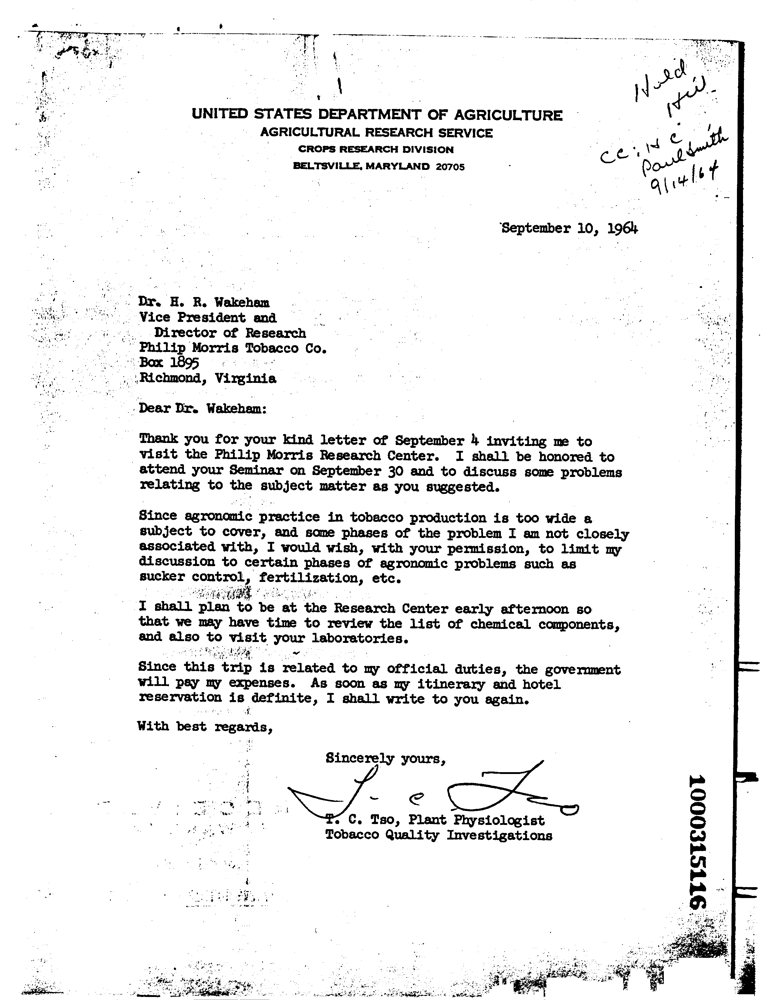 Hold
UNITED STATES DEPARTMENT OF AGRICULTURE
AGRICULTURAL RESEARCH SERVICE
CROPS RESEARCH DIVISION
BELTSVILLE, MARYLAND 20705
CC: H C
Paul Smith
9/14/64
September 10, 1964
Dr. H. R. Wakeham
Vice President and
Director of Research
Philip Morris Tobacco Co.
Box 1895
Richmond, Virginia
Dear Dr. Wakeham:
Thank you for your kind letter of September 4 inviting me to
visit the Philip Morris Research Center. I shall be honored to
attend your Seminar on September 30 and to discuss some problems
relating to the subject matter as you suggested.
Since agronomic practice in tobacco production is too wide a
subject to cover, and some phases of the problem I am not closely
associated with, I would wish, with your permission, to limit my
discussion to certain phases of agronomic problems such as
sucker control, fertilization, etc.
I shall plan to be at the Research Center early afternoon so
that we may have time to review the list of chemical components,
and also to visit your laboratories.
Since this trip is related to my official duties, the government
will pay my expenses. As soon as my itinerary and hotel
reservation is definite, I shall write to you again.
With best regards,
Sincerely yours,
T. C. Tso, Plant Physiologist
Tobacco Quality Investigations
1000315116